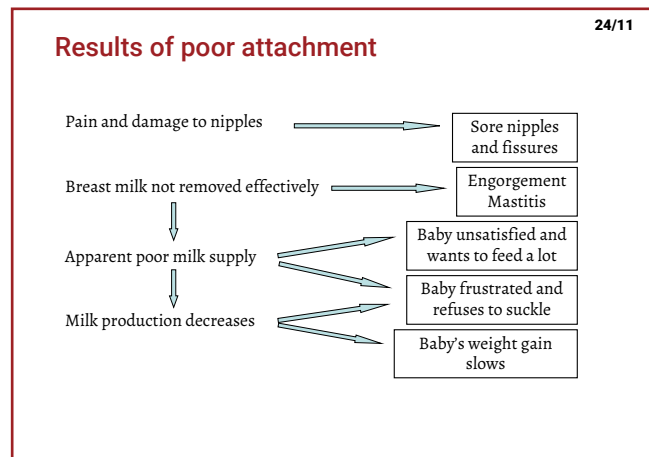 24/11
Results of poor attachment
Pain and damage to nipples
Sore nipples
and fissures
Breast milk not removed effectively
Engorgement
Mastitis
Apparent poor milk supply
Baby unsatisfied and
wants to feed a lot
Baby frustrated and
refuses to suckle
Milk production decreases
Baby’s weight gain
slows